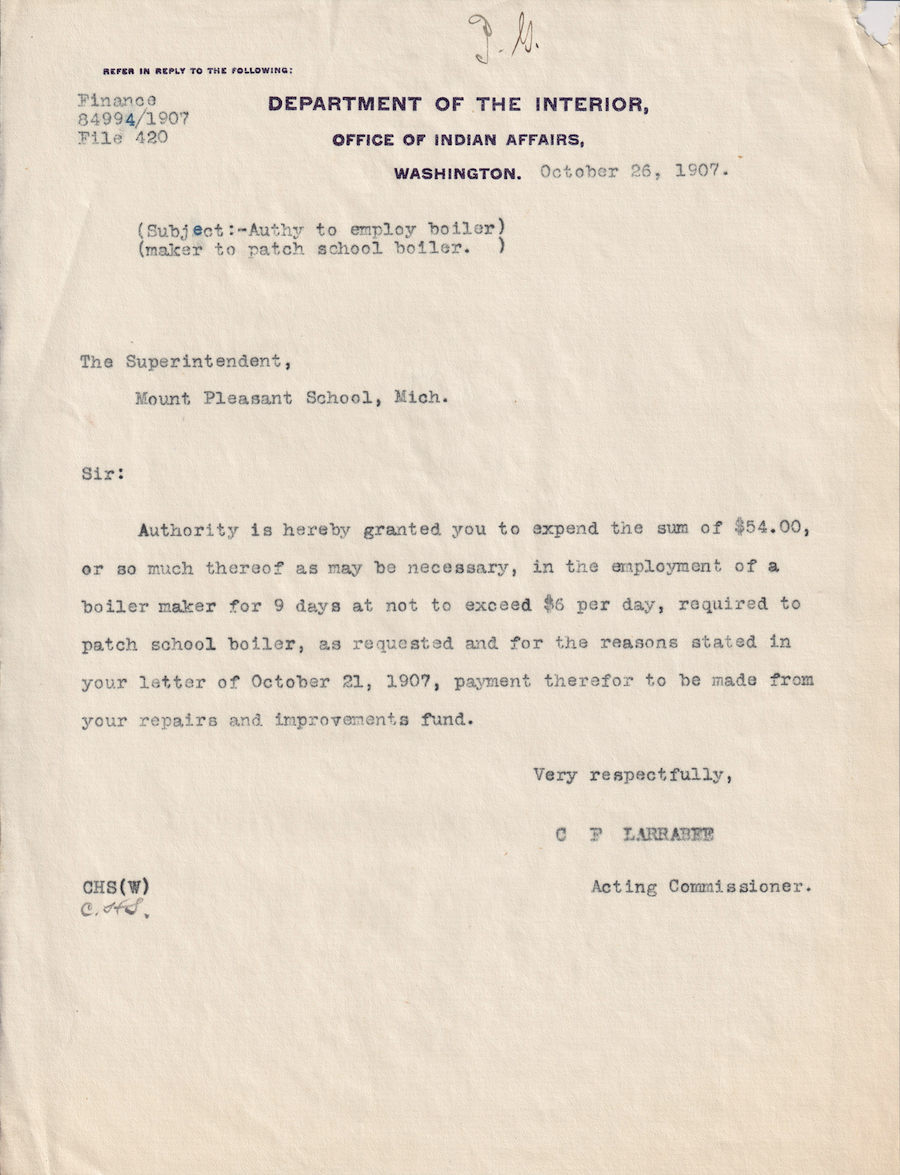 P. G.
REFER IN REPLY TO THE FOLLOWING:
Finance
84994/1907
File 420
DEPARTMENT OF THE INTERIOR,
OFFICE OF INDIAN AFFAIRS,
WASHINGTON. October 26, 1907.
(Subject:-Authy to employ boiler)
(maker to patch school boiler. )
The Superintendent,
Mount Pleasant School, Mich.
Sir:
Authority is hereby granted you to expend the sum of $54.00,
or so much thereof as may be necessary, in the employment of a
boiler maker for 9 days at not to exceed $6 per day, required to
patch school boiler, as requested and for the reasons stated in
your letter of October 21, 1907, payment therefor to be made from
your repairs and improvements fund.
Very respectfully,
C F LARRABEE
Acting Commissioner.
CHS(W)
C.HS.